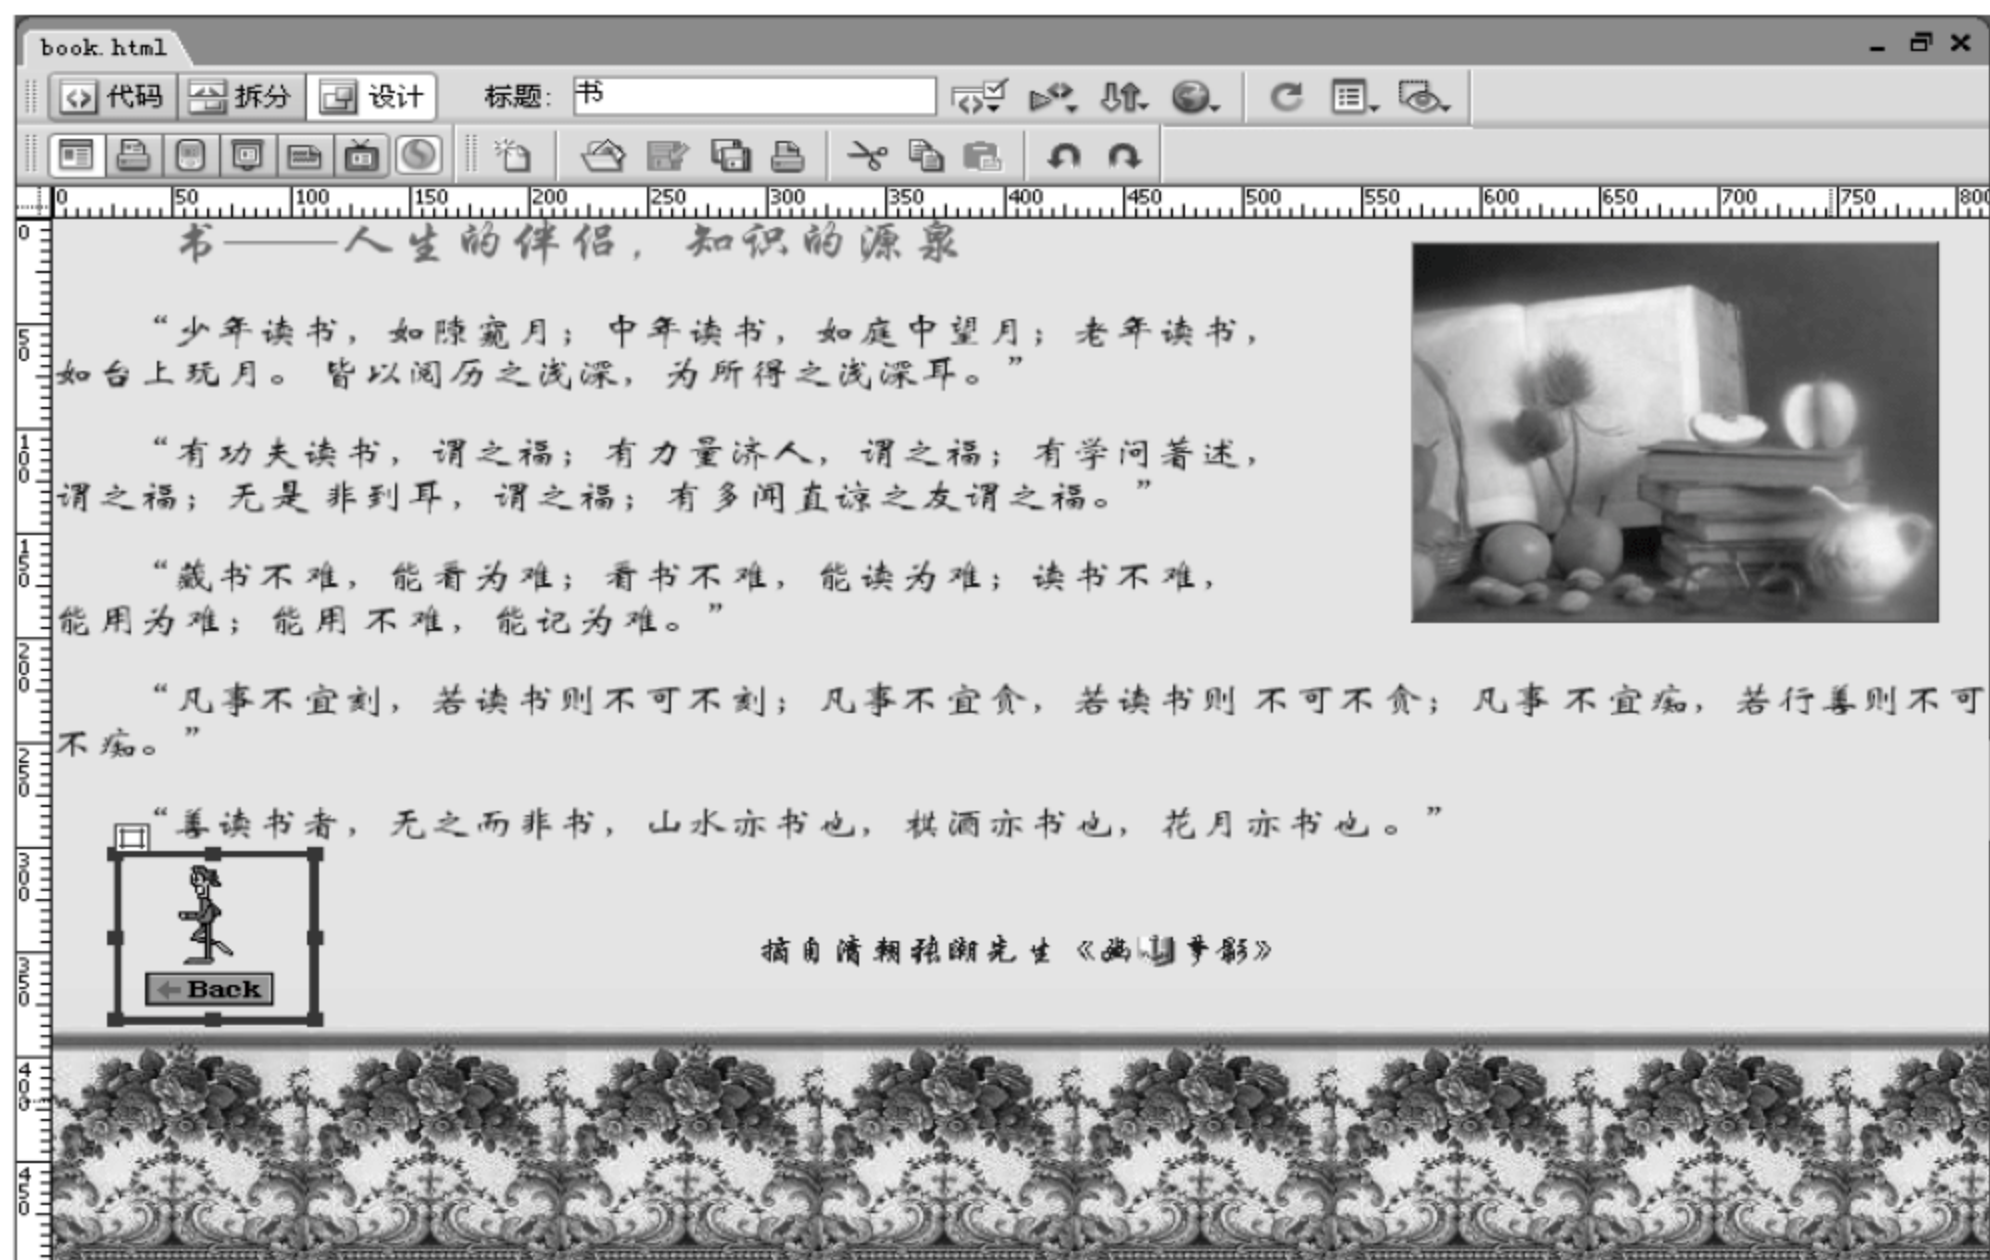 book.html
代码 拆分 设计 标题: 书
0 50 100 150 200 250 300 350 400 450 500 550 600 650 700 750 800
0
50
100
150
200
250
300
350
400
450
书——人生的伴侣，知识的源泉
“少年读书，如隙窥月；中年读书，如庭中望月；老年读书，
如台上玩月。皆以阅历之浅深，为所得之浅深耳。”
“有功夫读书，谓之福；有力量济人，谓之福；有学问著述，
谓之福；无是非到耳，谓之福；有多闻直谅之友谓之福。”
“藏书不难，能看为难；看书不难，能读为难；读书不难，
能用为难；能用不难，能记为难。”
“凡事不宜刻，若读书则不可不刻；凡事不宜贪，若读书则不可不贪；凡事不宜痴，若行善则不可
不痴。”
“善读书者，无之而非书，山水亦书也，棋酒亦书也，花月亦书也。”
摘自清朝张潮先生《幽梦影》
Back